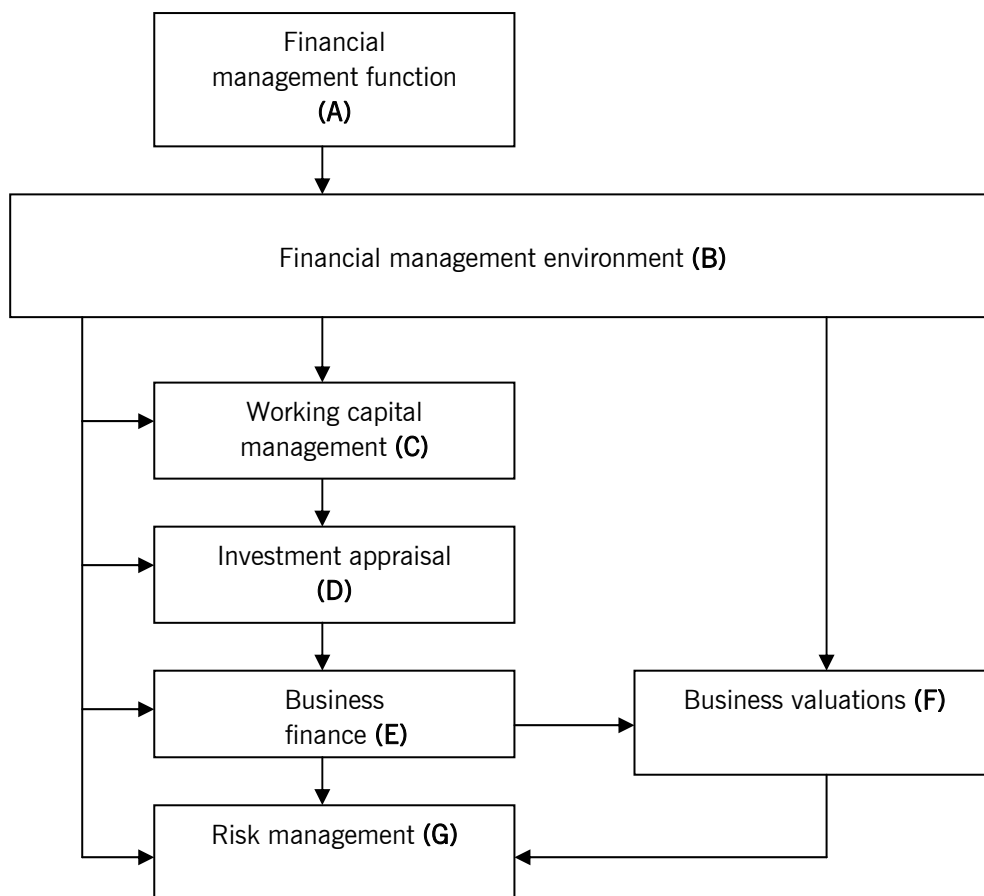 Financial
management function
(A)
Financial management environment (B)
Working capital
management (C)
Investment appraisal
(D)
Business
finance (E)
Business valuations (F)
Risk management (G)